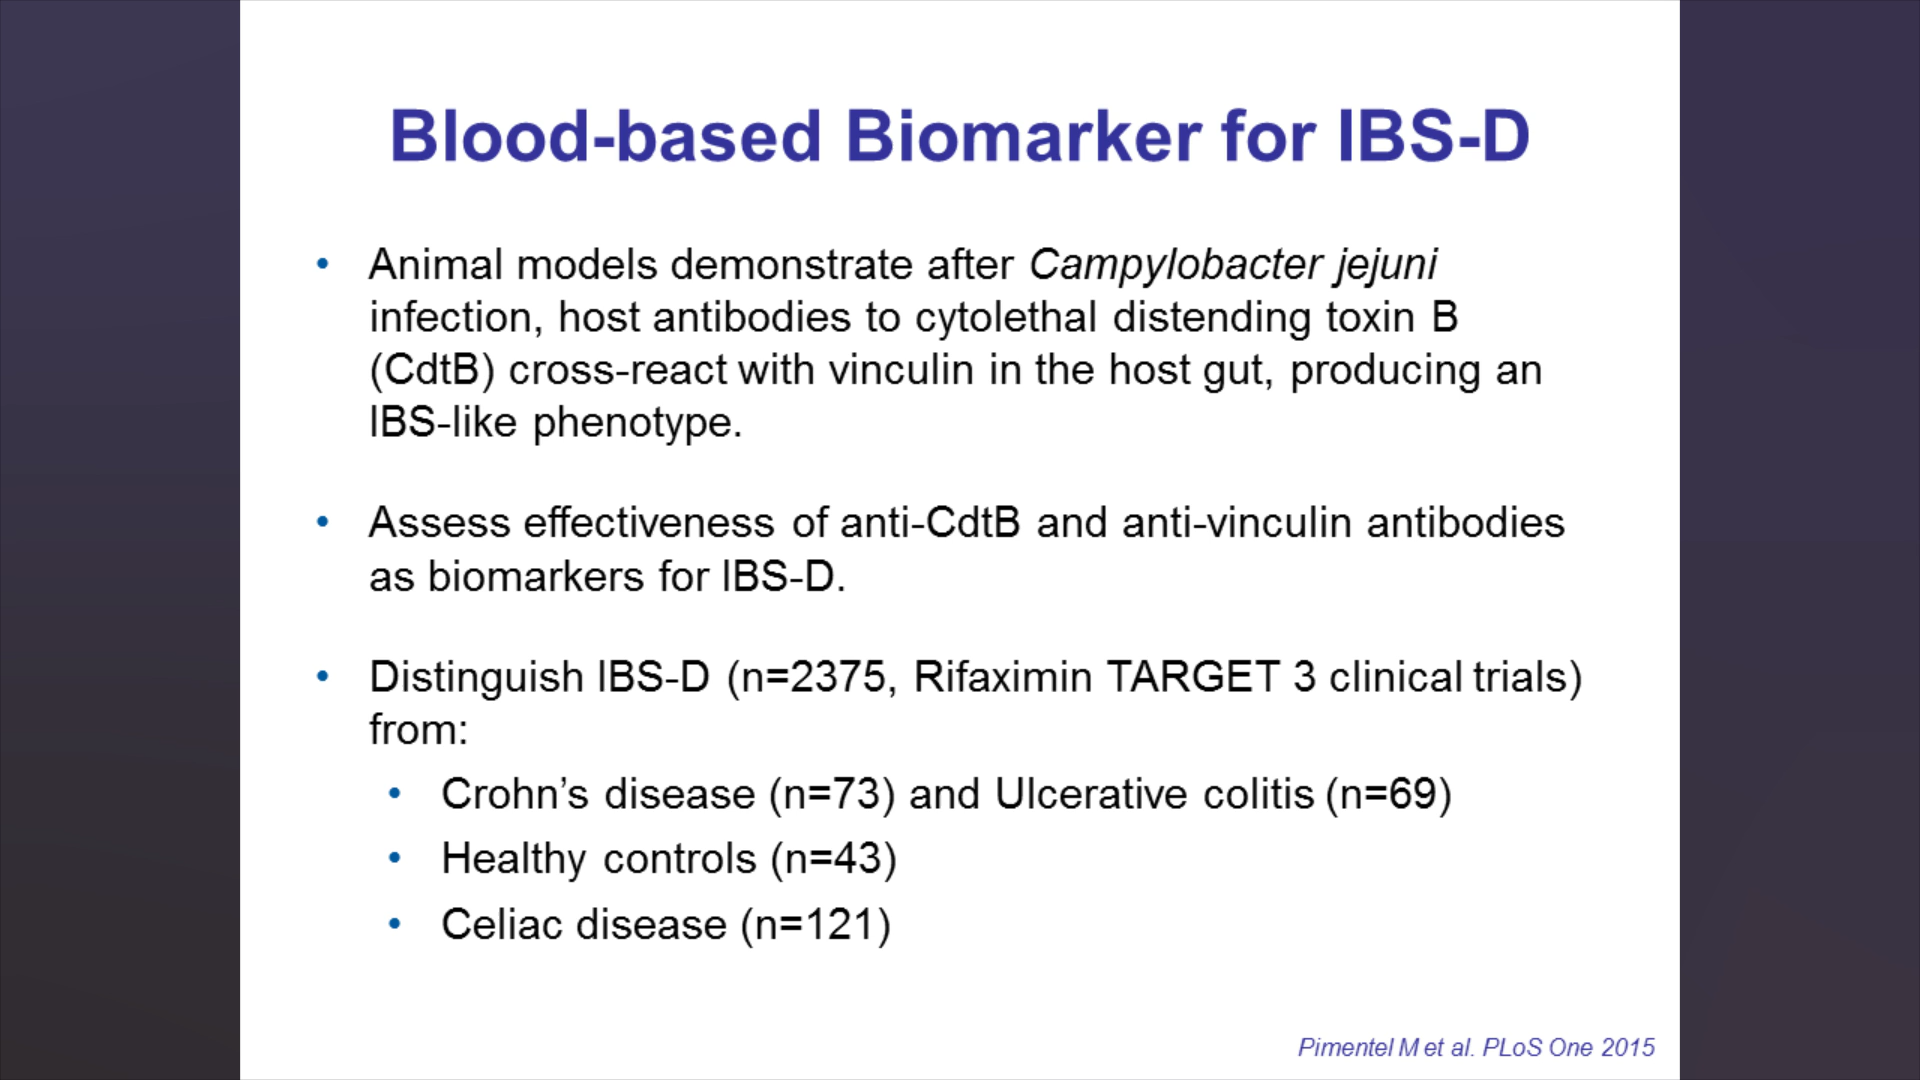 Blood-based Biomarker for IBS-D
• Animal models demonstrate after Campylobacter jejuni
infection, host antibodies to cytolethal distending toxin B
(CdtB) cross-react with vinculin in the host gut, producing an
IBS-like phenotype.
• Assess effectiveness of anti-CdtB and anti-vinculin antibodies
as biomarkers for IBS-D.
• Distinguish IBS-D (n=2375, Rifaximin TARGET 3 clinical trials)
from:
• Crohn’s disease (n=73) and Ulcerative colitis (n=69)
• Healthy controls (n=43)
• Celiac disease (n=121)
Pimentel M et al. PLoS One 2015